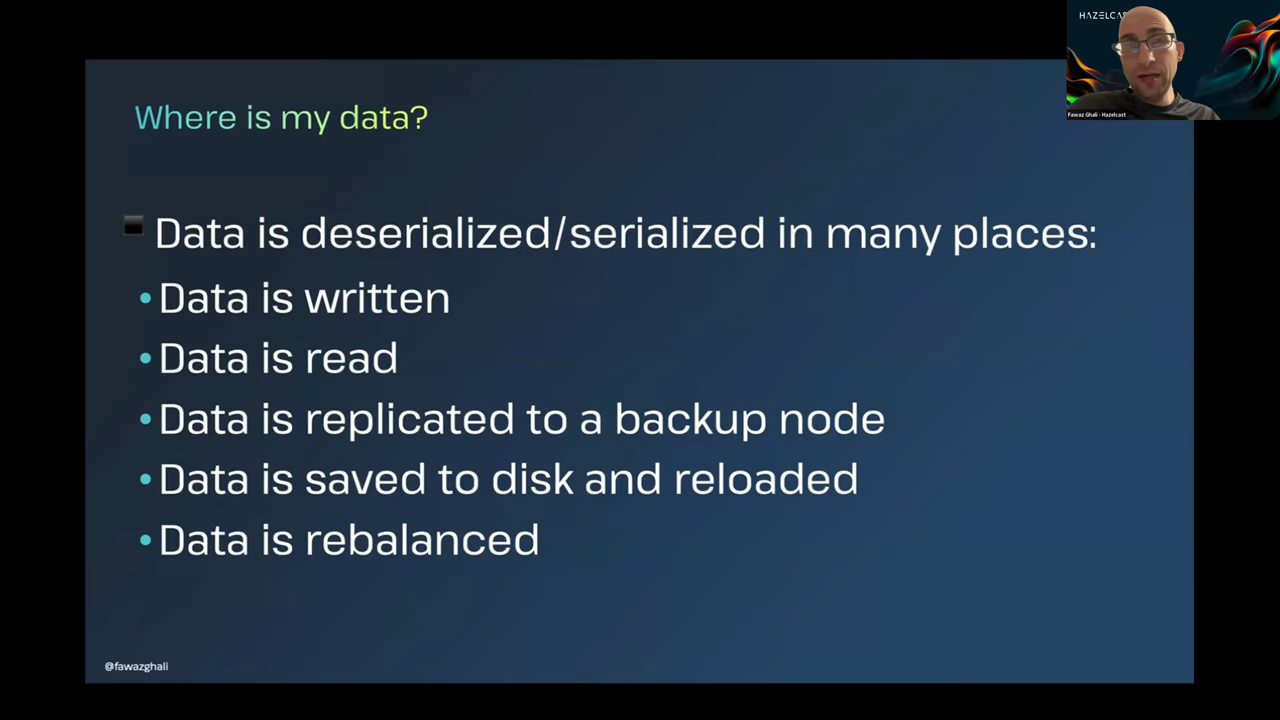 HAZELCAS
Fawaz Ghali - Hazelcast
Where is my data?
Data is deserialized/serialized in many places:
• Data is written
• Data is read
• Data is replicated to a backup node
• Data is saved to disk and reloaded
• Data is rebalanced
@fawazghali